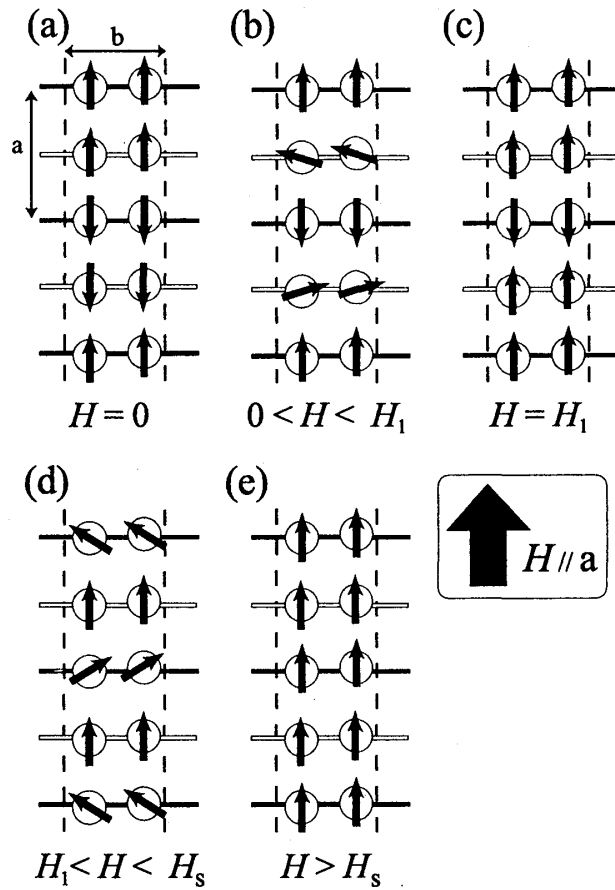 (a)
b
a
H = 0
(b)
0 < H < H₁
(c)
H = H₁
(d)
H₁ < H < Hₛ
(e)
H > Hₛ
H // a